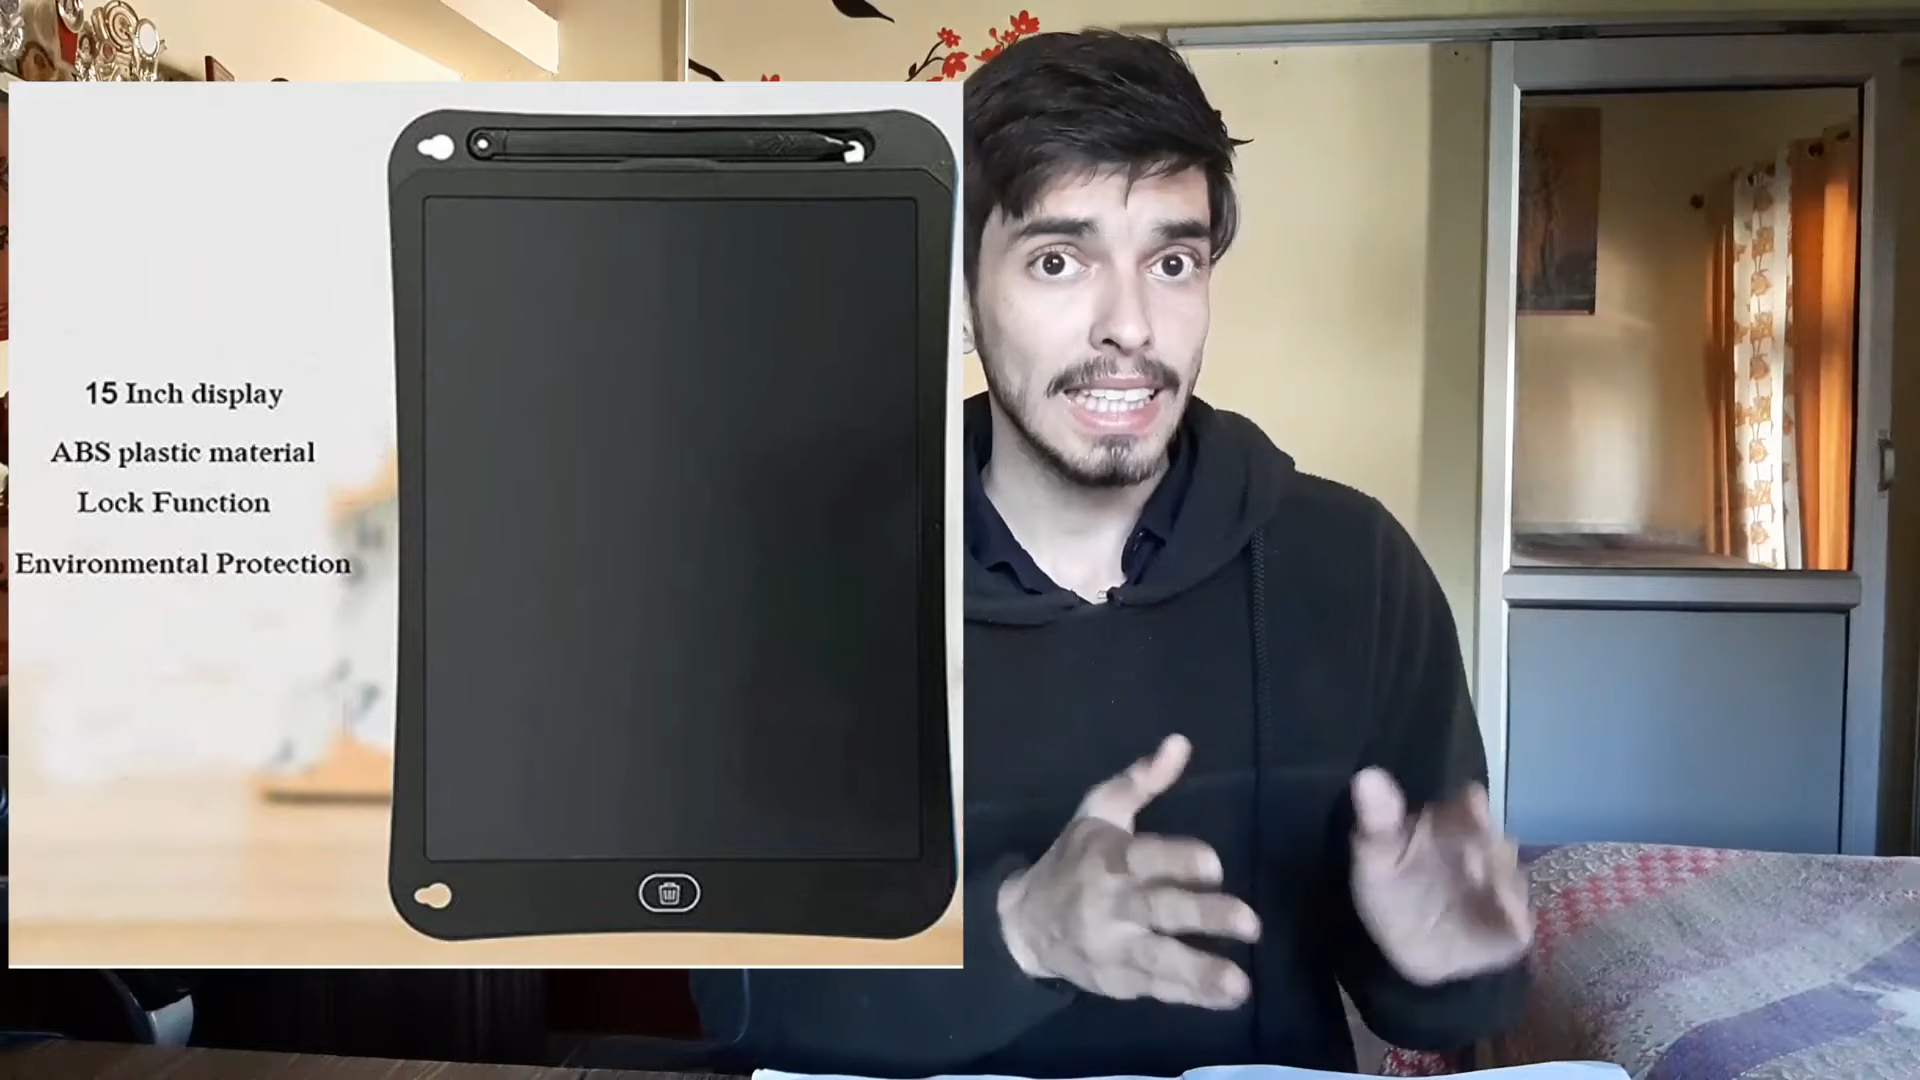 15 Inch display
ABS plastic material
Lock Function
Environmental Protection